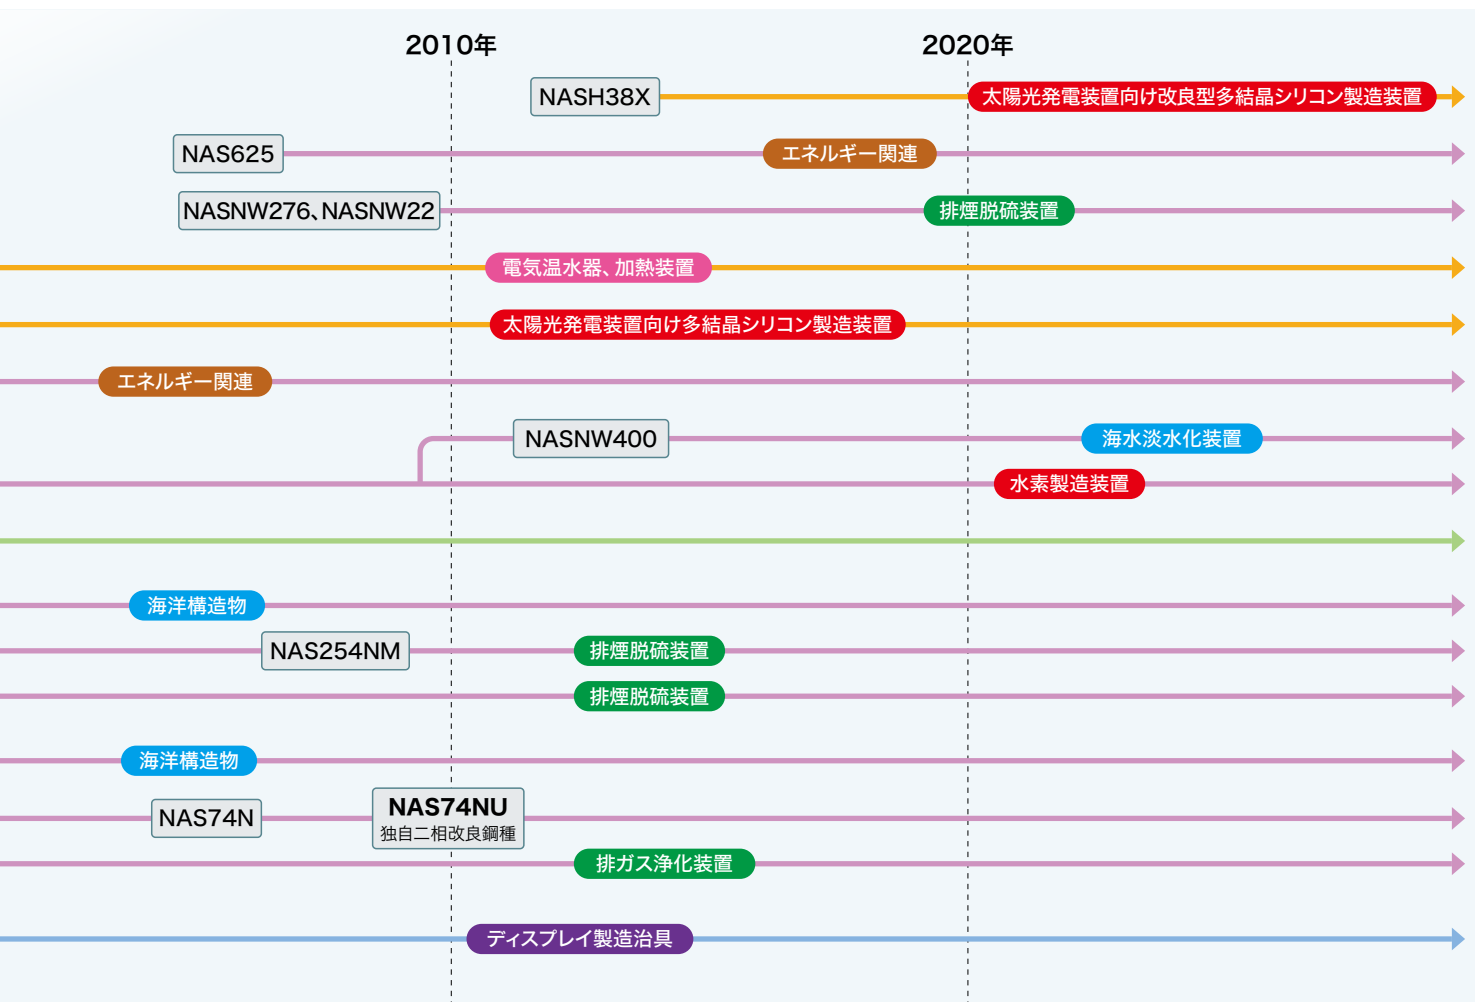 2010年
2020年
NASH38X
太陽光発電装置向け改良型多結晶シリコン製造装置
NAS625
エネルギー関連
NASNW276、NASNW22
排煙脱硫装置
電気温水器、加熱装置
太陽光発電装置向け多結晶シリコン製造装置
エネルギー関連
NASNW400
海水淡水化装置
水素製造装置
海洋構造物
NAS254NM
排煙脱硫装置
排煙脱硫装置
海洋構造物
NAS74N
NAS74NU
独自二相改良鋼種
排ガス浄化装置
ディスプレイ製造治具